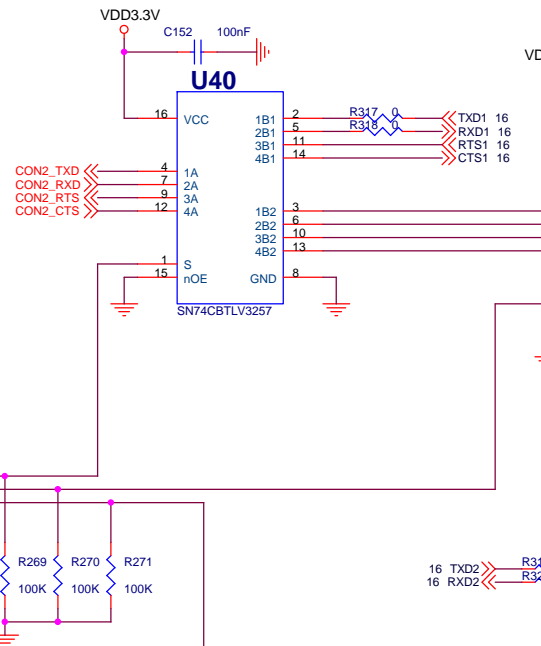 VDD3.3V
C152 100nF
VD
U40
16 VCC 1B1 2 R317 0 TXD1 16
2B1 5 R318 0 RXD1 16
3B1 11 RTS1 16
4B1 14 CTS1 16
CON2_TXD 4 1A
CON2_RXD 7 2A
CON2_RTS 9 3A
CON2_CTS 12 4A
1B2 3
2B2 6
3B2 10
4B2 13
1 S
15 nOE GND 8
SN74CBTLV3257
R269 R270 R271
100K 100K 100K
16 TXD2 R31
16 RXD2 R32